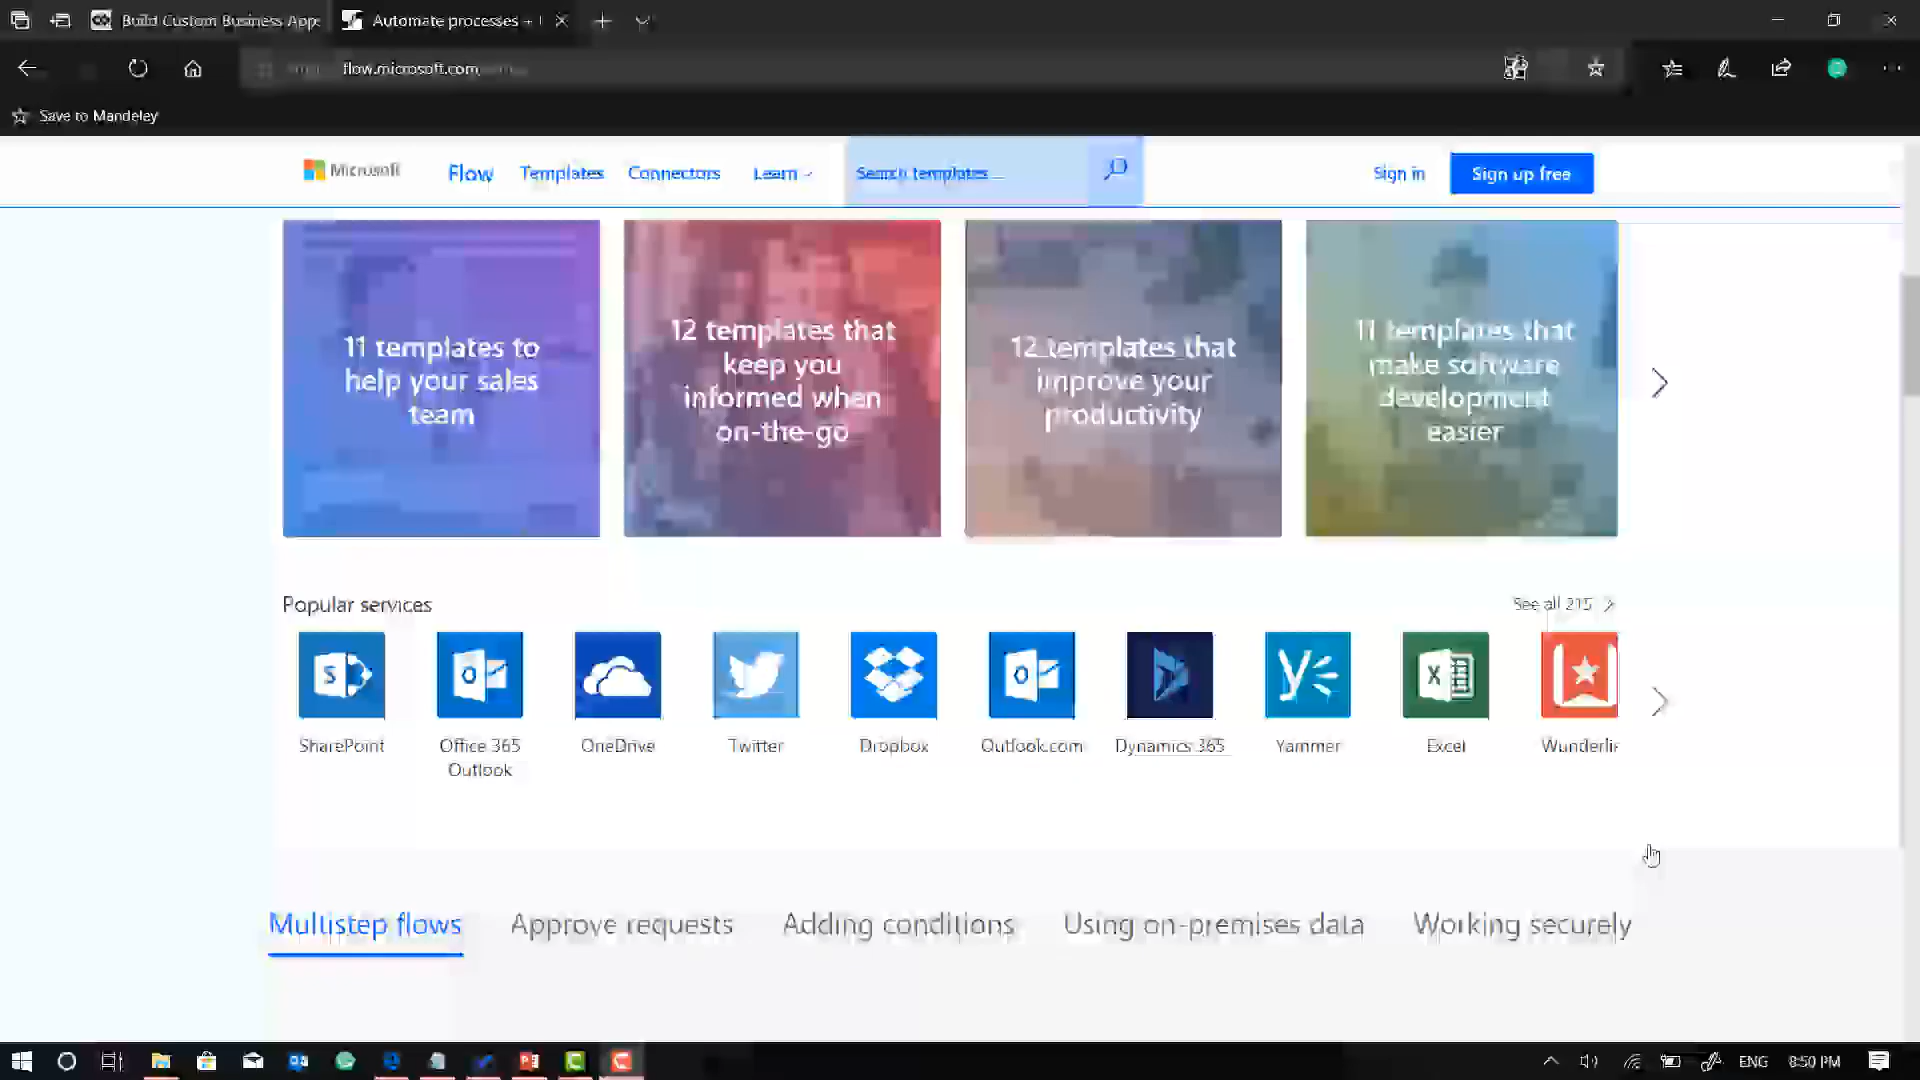 Build Custom Business App
Automate processes +
flow.microsoft.com
Save to Mandeley
Microsoft
Flow
Templates
Connectors
Learn
Search templates...
Sign in
Sign up free
11 templates to
help your sales
team
12 templates that
keep you
informed when
on-the-go
12 templates that
improve your
productivity
11 templates that
make software
development
easier
Popular services
See all 215
SharePoint
Office 365
Outlook
OneDrive
Twitter
Dropbox
Outlook.com
Dynamics 365
Yammer
Excel
Wunderli
Multistep flows
Approve requests
Adding conditions
Using on-premises data
Working securely
ENG
8:50 PM